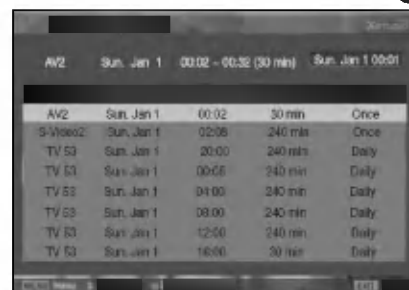 AV2 Sun. Jan 1 00:02 - 00:32 (30 min) Sun. Jan 1 00:01
AV2 Sun. Jan 1 00:02 30 min Once
S-Video2 Sun. Jan 1 02:08 240 min Once
TV 53 Sun. Jan 1 20:00 240 min Daily
TV 53 Sun. Jan 1 00:05 240 min Daily
TV 53 Sun. Jan 1 04:00 240 min Daily
TV 53 Sun. Jan 1 08:00 240 min Daily
TV 53 Sun. Jan 1 12:00 240 min Daily
TV 53 Sun. Jan 1 16:00 30 min Daily
EXIT